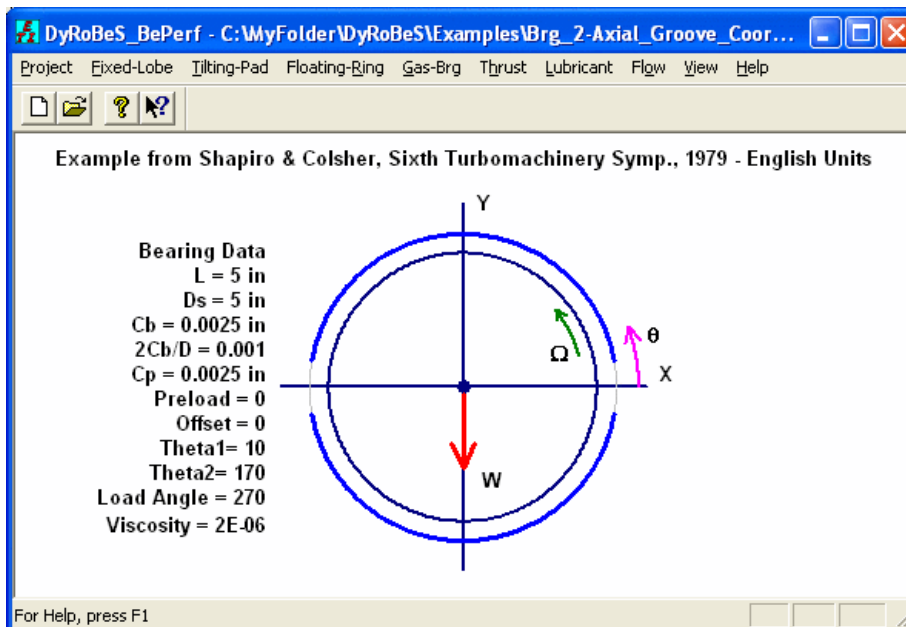 DyRoBeS_BePerf - C:\MyFolder\DyRoBeS\Examples\Brg_2-Axial_Groove_Coor...
Project Fixed-Lobe Tilting-Pad Floating-Ring Gas-Brg Thrust Lubricant Flow View Help
Example from Shapiro & Colsher, Sixth Turbomachinery Symp., 1979 - English Units
Y
Bearing Data
L = 5 in
Ds = 5 in
Cb = 0.0025 in
2Cb/D = 0.001
Cp = 0.0025 in
Preload = 0
Offset = 0
Theta1= 10
Theta2= 170
Load Angle = 270
Viscosity = 2E-06
Ω
θ
X
W
For Help, press F1